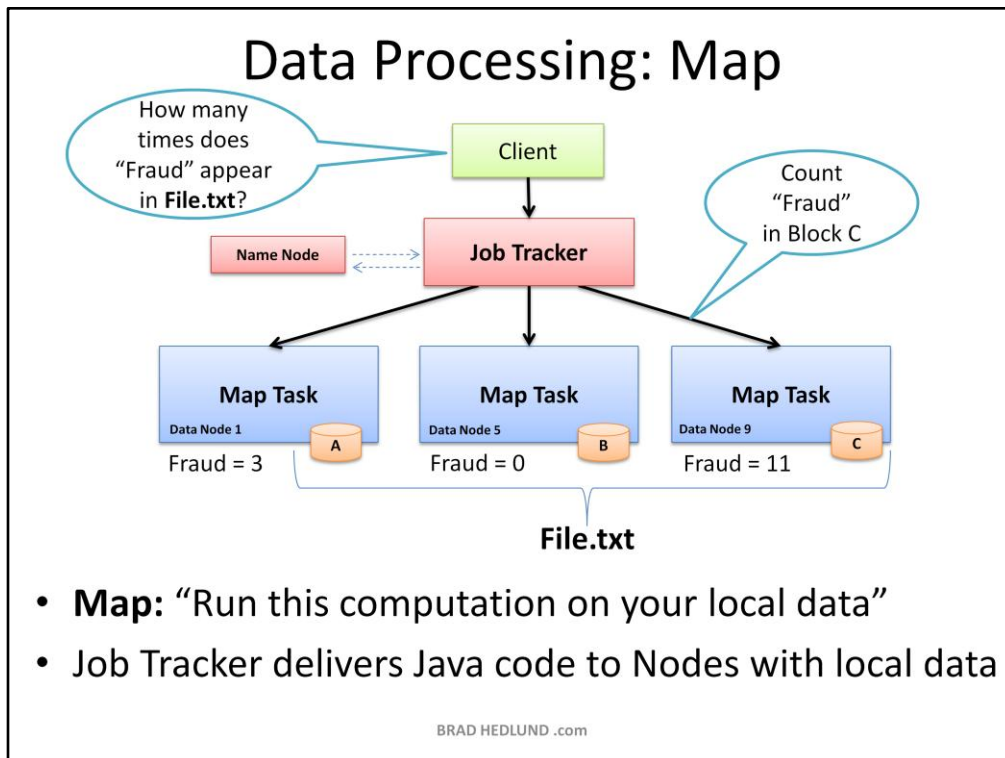 Data Processing: Map
How many
times does
“Fraud” appear
in File.txt?
Client
Count
“Fraud”
in Block C
Name Node
Job Tracker
Map Task
Data Node 1
A
Map Task
Data Node 5
B
Map Task
Data Node 9
C
Fraud = 3
Fraud = 0
Fraud = 11
File.txt
• Map: “Run this computation on your local data”
• Job Tracker delivers Java code to Nodes with local data
BRAD HEDLUND .com